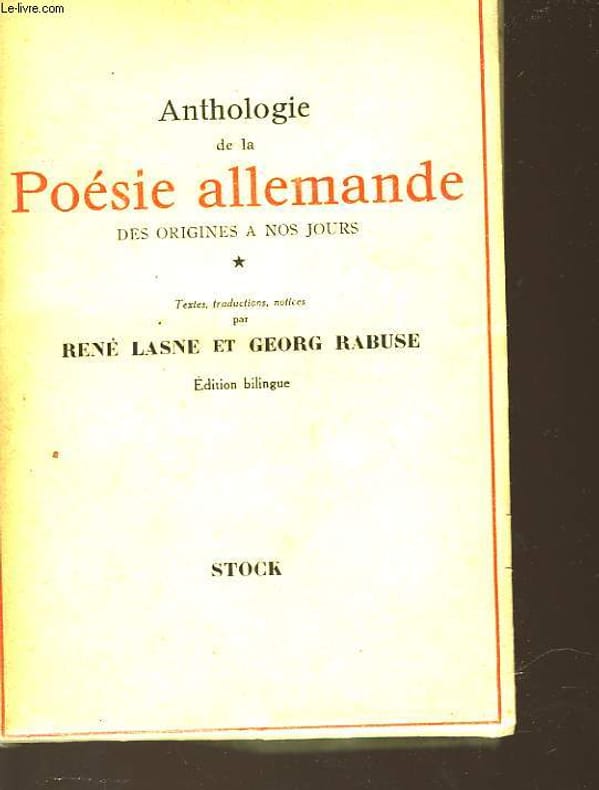 Le-livre.com
Anthologie
de la
Poésie allemande
DES ORIGINES A NOS JOURS
★
Textes, traductions, notices
par
RENÉ LASNE ET GEORG RABUSE
Édition bilingue
STOCK